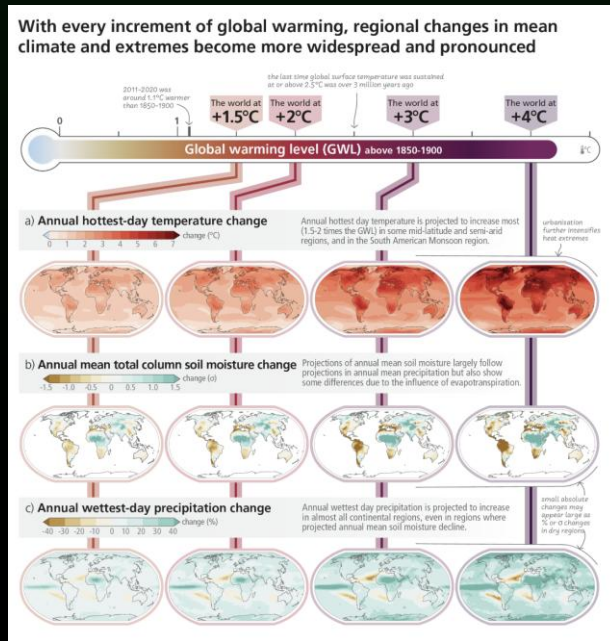 With every increment of global warming, regional changes in mean
climate and extremes become more widespread and pronounced
2011-2020 was
around 1.1°C warmer
than 1850-1900
the last time global surface temperature was sustained
at or above 2.5°C was over 3 million years ago
The world at
+1.5°C
The world at
+2°C
The world at
+3°C
The world at
+4°C
0
1
°C
Global warming level (GWL) above 1850-1900
a) Annual hottest-day temperature change
change (°C)
0 1 2 3 4 5 6 7
Annual hottest day temperature is projected to increase most
(1.5-2 times the GWL) in some mid-latitude and semi-arid
regions, and in the South American Monsoon region.
urbanisation
further intensifies
heat extremes
b) Annual mean total column soil moisture change
change (σ)
-1.5 -1.0 -0.5 0 0.5 1.0 1.5
Projections of annual mean soil moisture largely follow
projections in annual mean precipitation but also show
some differences due to the influence of evapotranspiration.
c) Annual wettest-day precipitation change
change (%)
-40 -30 -20 -10 0 10 20 30 40
Annual wettest day precipitation is projected to increase
in almost all continental regions, even in regions where
projected annual mean soil moisture decline.
small absolute
changes may
appear large as
% or σ changes
in dry regions